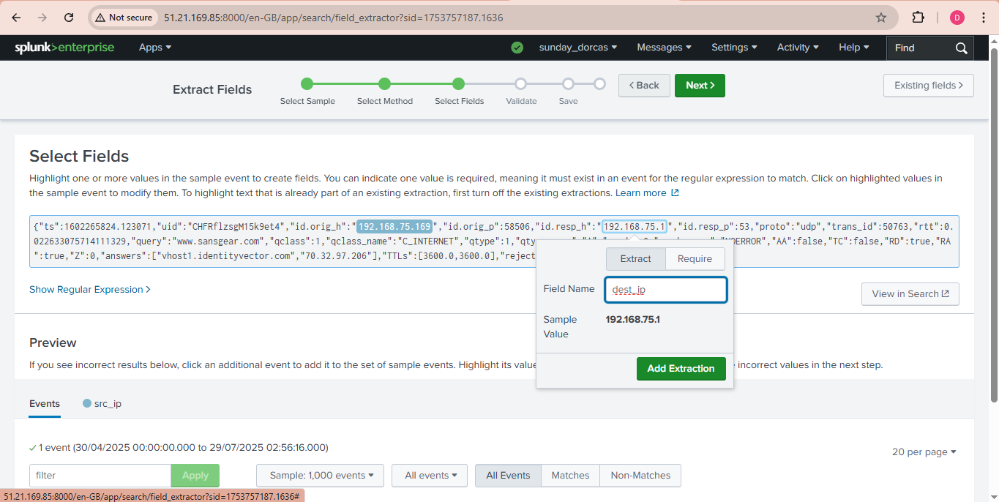 Not secure
51.21.169.85:8000/en-GB/app/search/field_extractor?sid=1753757187.1636
D
splunk>enterprise
Apps
sunday_dorcas
Messages
Settings
Activity
Help
Find
Extract Fields
Select Sample
Select Method
Select Fields
Validate
Save
< Back
Next >
Existing fields >
Select Fields
Highlight one or more values in the sample event to create fields. You can indicate one value is required, meaning it must exist in an event for the regular expression to match. Click on highlighted values in
the sample event to modify them. To highlight text that is already part of an existing extraction, first turn off the existing extractions. Learn more
{"ts":1602265824.123071,"uid":"CHFRflzsgM15k9et4","id.orig_h":"192.168.75.169","id.orig_p":58506,"id.resp_h":"192.168.75.1","id.resp_p":53,"proto":"udp","trans_id":50763,"rtt":0.
022633075714111329,"query":"www.sansgear.com","qclass":1,"qclass_name":"C_INTERNET","qtype":1,"qty NOERROR","AA":false,"TC":false,"RD":true,"RA
":true,"Z":0,"answers":["vhost1.identityvector.com","70.32.97.206"],"TTLs":[3600.0,3600.0],"reject
Extract
Require
Field Name
dest_ip
Sample
Value
192.168.75.1
Add Extraction
Show Regular Expression >
View in Search
Preview
If you see incorrect results below, click an additional event to add it to the set of sample events. Highlight its value incorrect values in the next step.
Events
src_ip
✓ 1 event (30/04/2025 00:00:00.000 to 29/07/2025 02:56:16.000)
20 per page
filter
Apply
Sample: 1,000 events
All events
All Events
Matches
Non-Matches
51.21.169.85:8000/en-GB/app/search/field_extractor?sid=1753757187.1636#